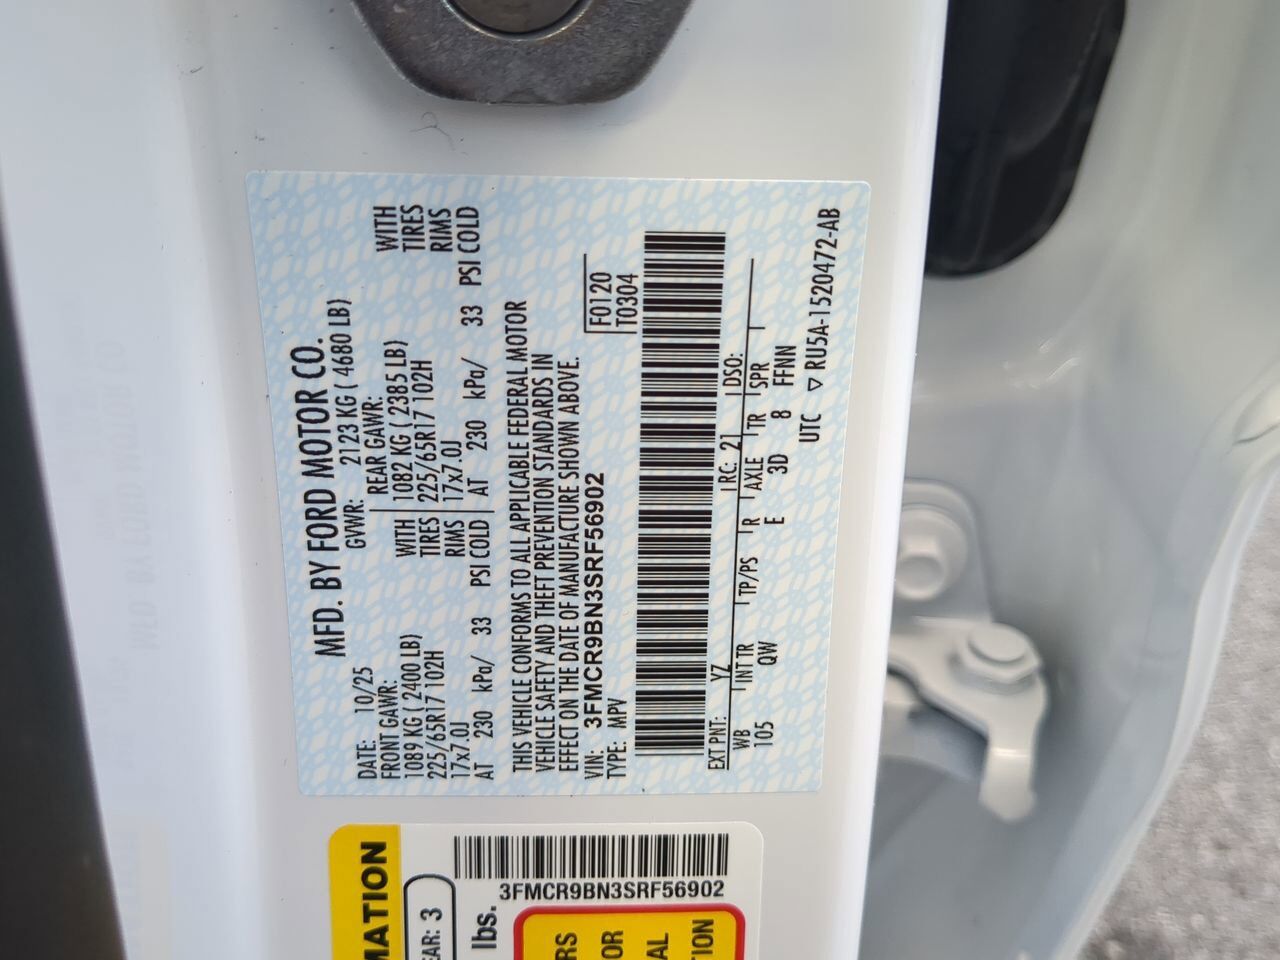 MFD. BY FORD MOTOR CO.
DATE: 10/25 GVWR: 2123 KG ( 4680 LB)
FRONT GAWR: REAR GAWR:
1089 KG ( 2400 LB) WITH 1082 KG ( 2385 LB) WITH
225/65R17 102H TIRES 225/65R17 102H TIRES
17x7.0J RIMS 17x7.0J RIMS
AT 230 kPa/ 33 PSI COLD AT 230 kPa/ 33 PSI COLD
THIS VEHICLE CONFORMS TO ALL APPLICABLE FEDERAL MOTOR
VEHICLE SAFETY AND THEFT PREVENTION STANDARDS IN
EFFECT ON THE DATE OF MANUFACTURE SHOWN ABOVE.
VIN: 3FMCR9BN3SRF56902 F0120
TYPE: MPV T0304
EXT PNT: YZ RC: 21 DSO:
WB INT TR TP/PS R AXLE TR SPR
105 QW E 3D 8 FFNN
UTC ▽ RU5A-1520472-AB
3FMCR9BN3SRF56902
MATION
EAR: 3
lbs.
RS
OR
AL
TION